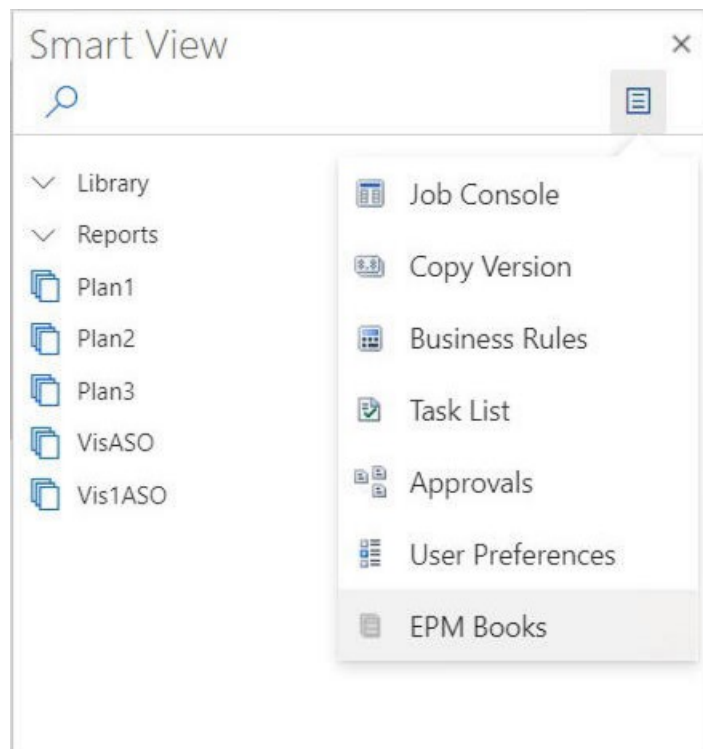 Smart View
Library
Reports
Plan1
Plan2
Plan3
VisASO
Vis1ASO
Job Console
Copy Version
Business Rules
Task List
Approvals
User Preferences
EPM Books